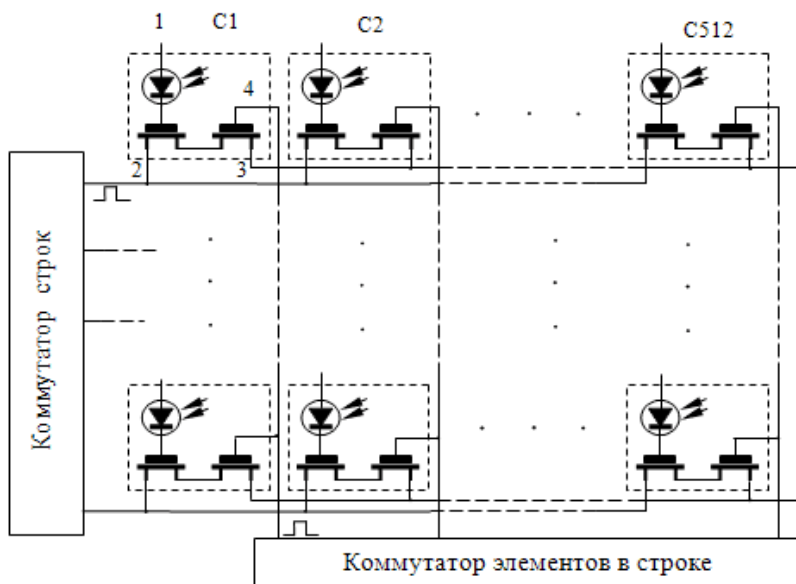 1 C1 C2 C512
4
2 3
Коммутатор строк
Коммутатор элементов в строке